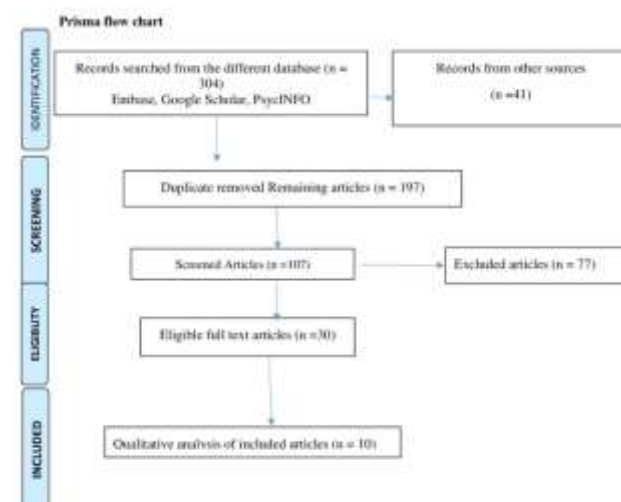 Prisma flow chart
IDENTIFICATION
Records searched from the different database (n =
304)
Embase, Google Scholar, PsycINFO
Records from other sources
(n =41)
SCREENING
Duplicate removed Remaining articles (n = 197)
Screened Articles (n =107)
Excluded articles (n = 77)
ELIGIBLITY
Eligible full text articles (n =30)
INCLUDED
Qualitative analysis of included articles (n = 10)